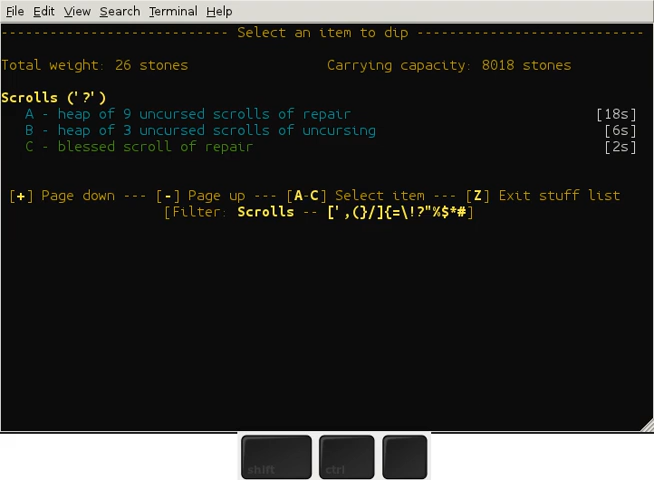 File Edit View Search Terminal Help
---------------------------- Select an item to dip ----------------------------
Total weight: 26 stones Carrying capacity: 8018 stones
Scrolls ('?')
A - heap of 9 uncursed scrolls of repair [18s]
B - heap of 3 uncursed scrolls of uncursing [6s]
C - blessed scroll of repair [2s]
[+] Page down --- [-] Page up --- [A-C] Select item --- [Z] Exit stuff list
[Filter: Scrolls -- [',(}/]{=\!?"%$*#]
shift ctrl